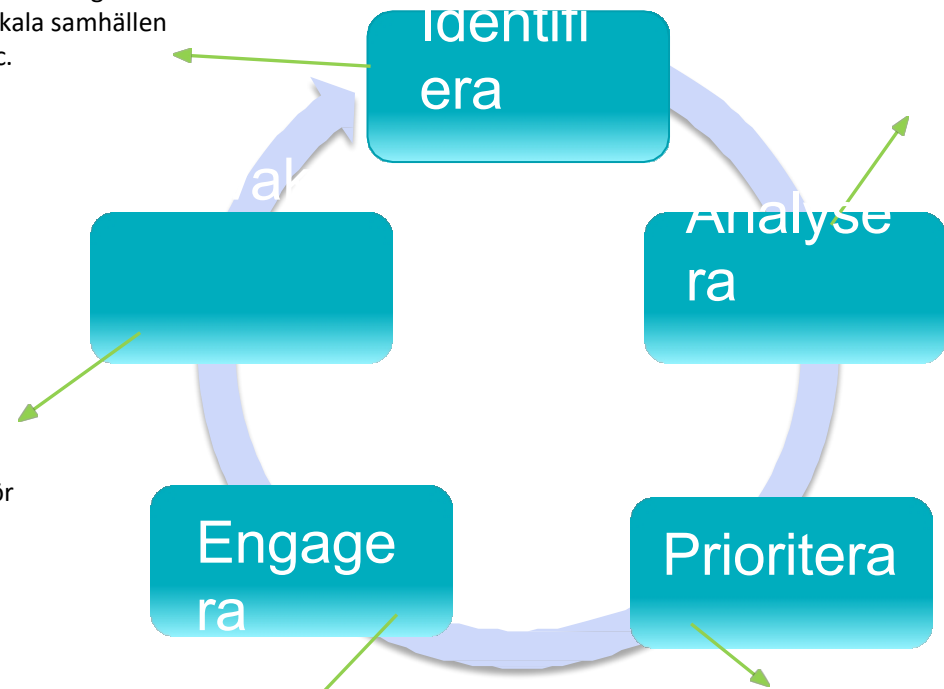 kala samhällen
c.
Identifi
era
Analyse
ra
Prioritera
Engage
ra
ör